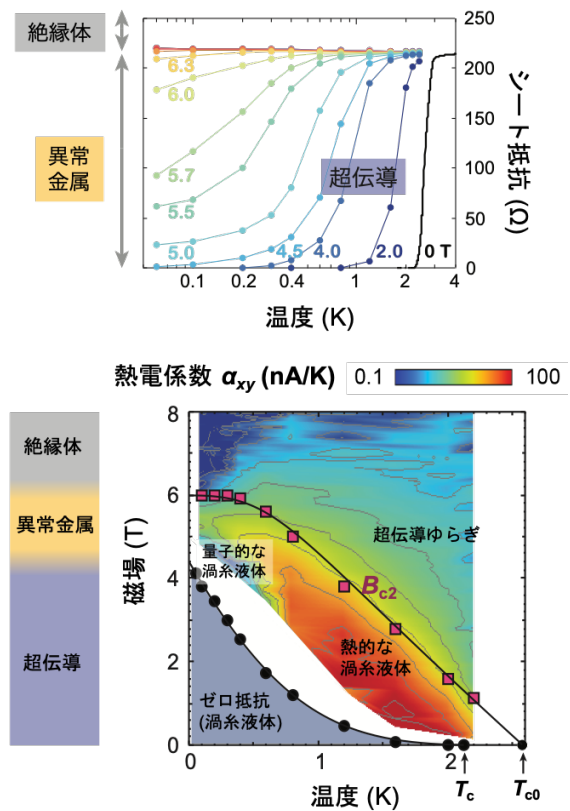 絶縁体
異常
金属
250
200
150
100
50
0
シート抵抗 (Ω)
6.3
6.0
5.7
5.5
5.0
4.5
4.0
2.0
0 T
超伝導
0.1
0.2
0.4
1
2
4
温度 (K)
熱電係数 αxy (nA/K)
0.1
100
絶縁体
異常金属
超伝導
磁場 (T)
8
6
4
2
0
超伝導ゆらぎ
量子的な
渦糸液体
Bc2
熱的な
渦糸液体
ゼロ抵抗
(渦糸液体)
0
1
2
温度 (K)
Tc
Tc0